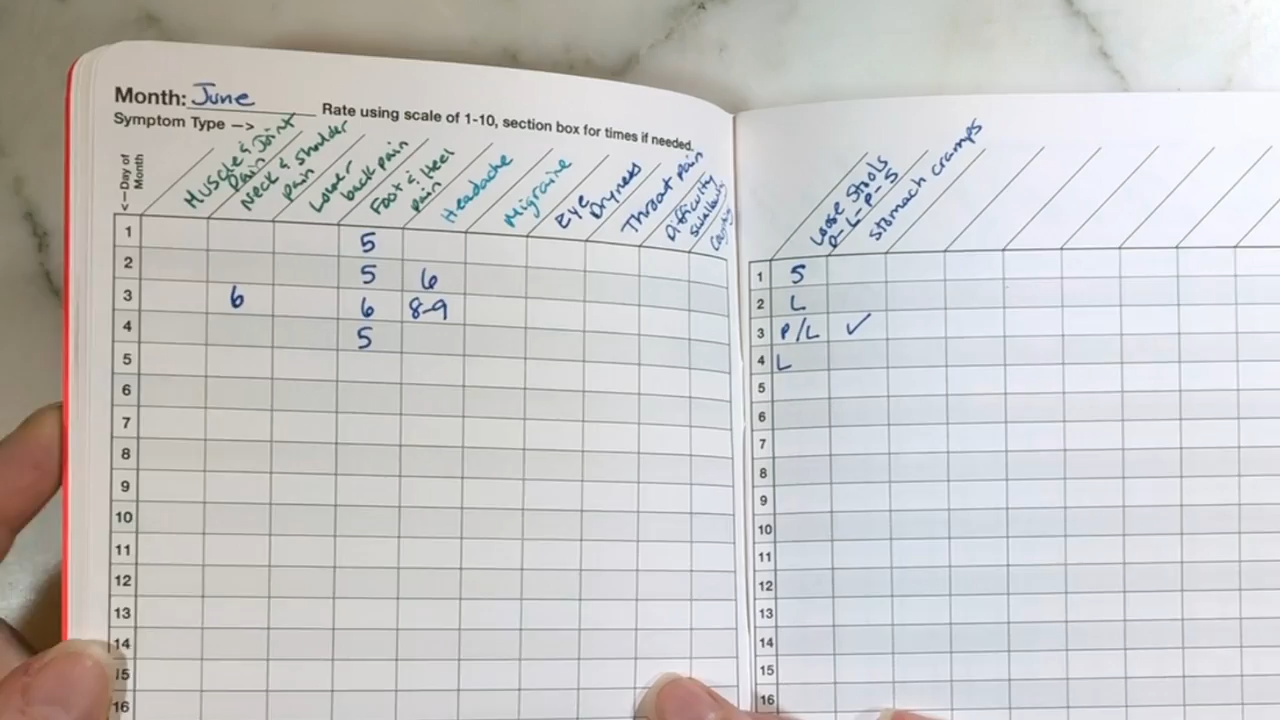 Month: June
Rate using scale of 1-10, section box for times if needed.
Symptom Type —>
<—Day of Month
Muscle & Joint Pain
Neck & Shoulder Pain
Lower back pain
Foot & Heel Pain
Headache
Migraine
Eye Dryness
Throat Pain
Difficulty swallowing
Loose Stools
D-L-P-S
stomach cramps
1 5
2 5 6
3 6 6 8-9
4 5
5
6
7
8
9
10
11
12
13
14
15
16
1 S
2 L
3 P/L ✓
4 L
5
6
7
8
9
10
11
12
13
14
15
16